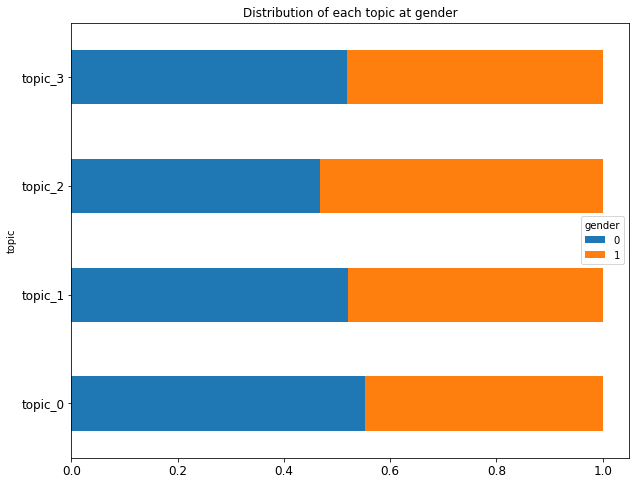 Distribution of each topic at gender
topic_3
topic_2
topic_1
topic_0
topic
gender
0
1
0.0 0.2 0.4 0.6 0.8 1.0